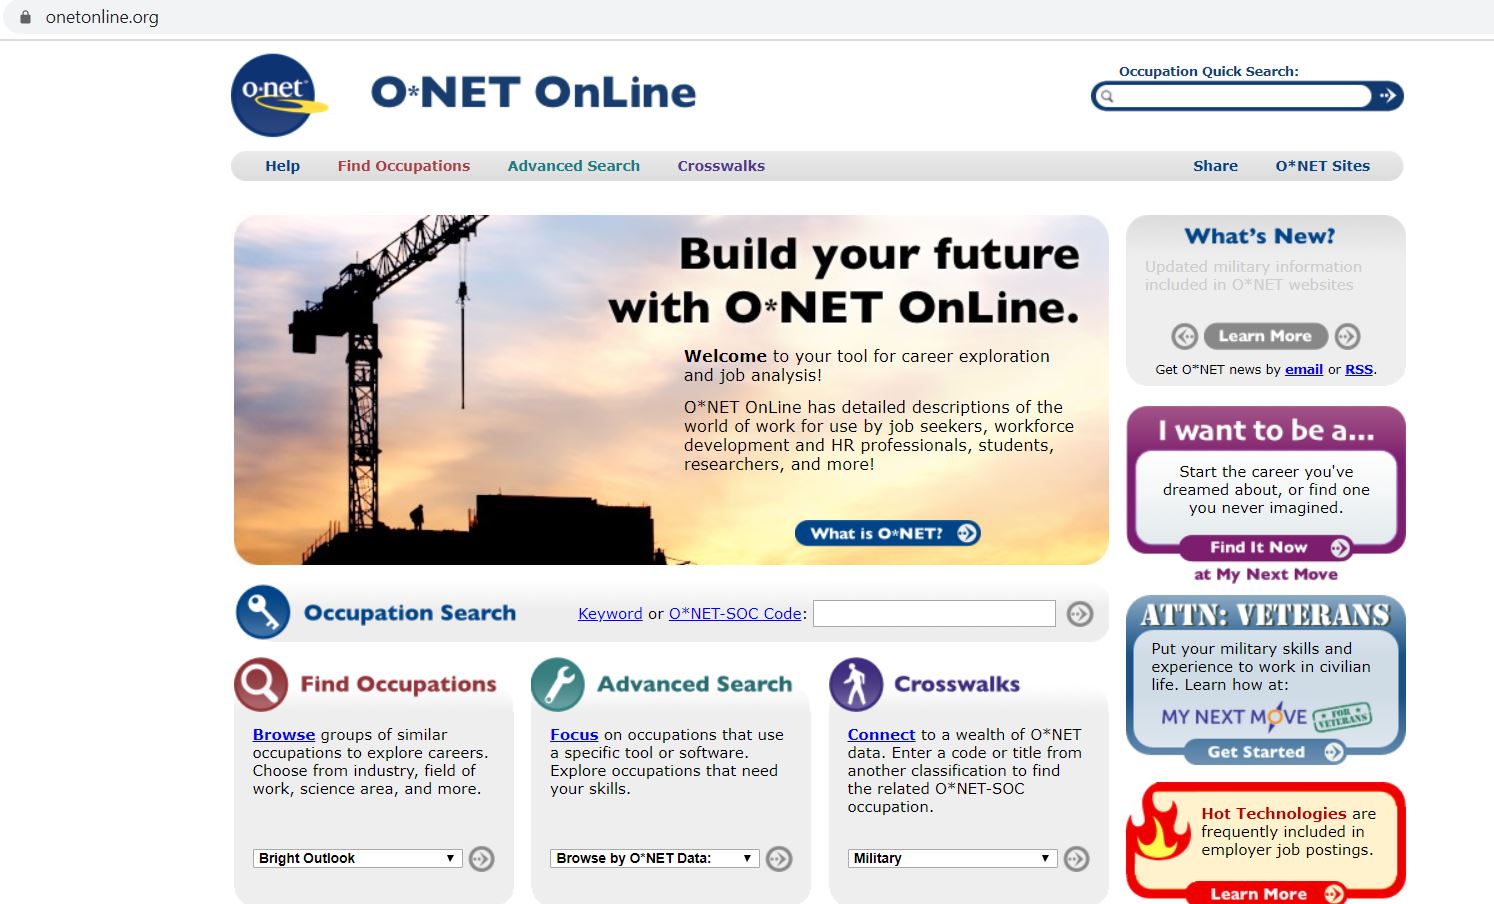 onetonline.org
o·net
O*NET OnLine
Occupation Quick Search:
Help Find Occupations Advanced Search Crosswalks Share O*NET Sites
Build your future
with O*NET OnLine.
Welcome to your tool for career exploration
and job analysis!
O*NET OnLine has detailed descriptions of the
world of work for use by job seekers, workforce
development and HR professionals, students,
researchers, and more!
What is O*NET?
What's New?
Updated military information
included in O*NET websites
Learn More
Get O*NET news by email or RSS.
I want to be a...
Start the career you've
dreamed about, or find one
you never imagined.
Find It Now
at My Next Move
ATTN: VETERANS
Put your military skills and
experience to work in civilian
life. Learn how at:
MY NEXT MOVE FOR VETERANS
Get Started
Hot Technologies are
frequently included in
employer job postings.
Learn More
Occupation Search Keyword or O*NET-SOC Code:
Find Occupations
Browse groups of similar
occupations to explore careers.
Choose from industry, field of
work, science area, and more.
Bright Outlook
Advanced Search
Focus on occupations that use
a specific tool or software.
Explore occupations that need
your skills.
Browse by O*NET Data:
Crosswalks
Connect to a wealth of O*NET
data. Enter a code or title from
another classification to find
the related O*NET-SOC
occupation.
Military